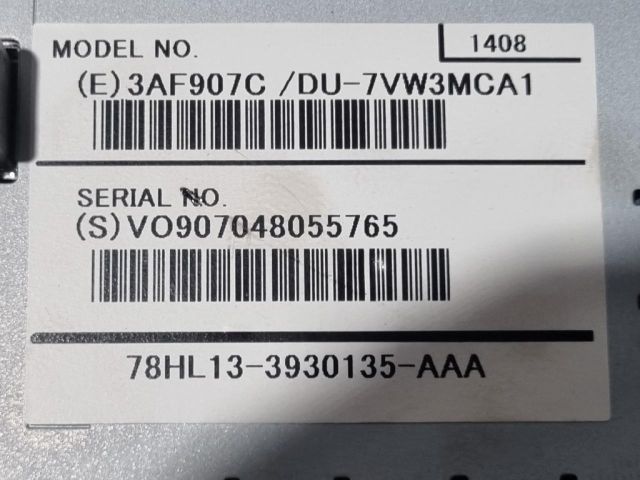 MODEL NO.
1408
(E)3AF907C /DU-7VW3MCA1
SERIAL NO.
(S)VO907048055765
78HL13-3930135-AAA